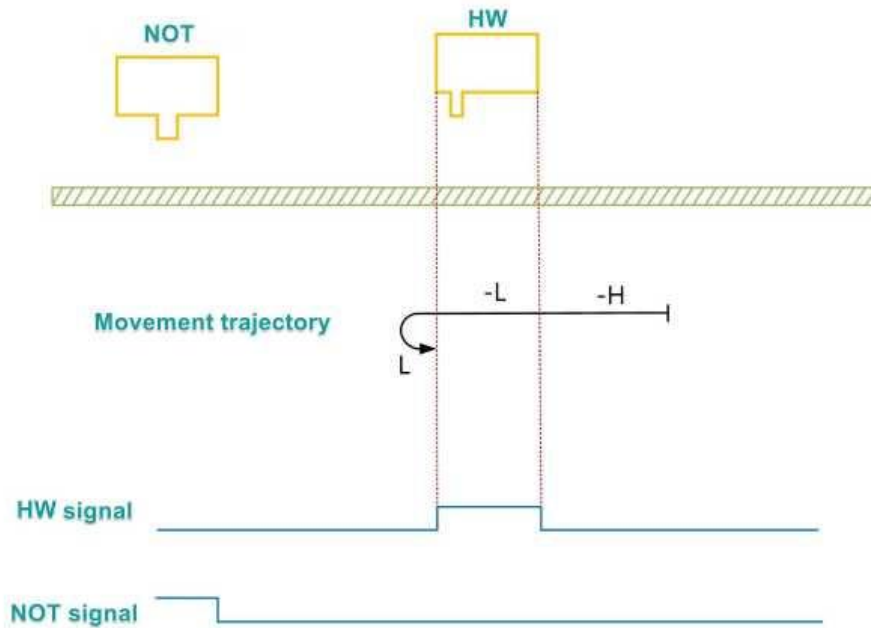 HW
NOT
-L
-H
Movement trajectory
L
HW signal
NOT signal